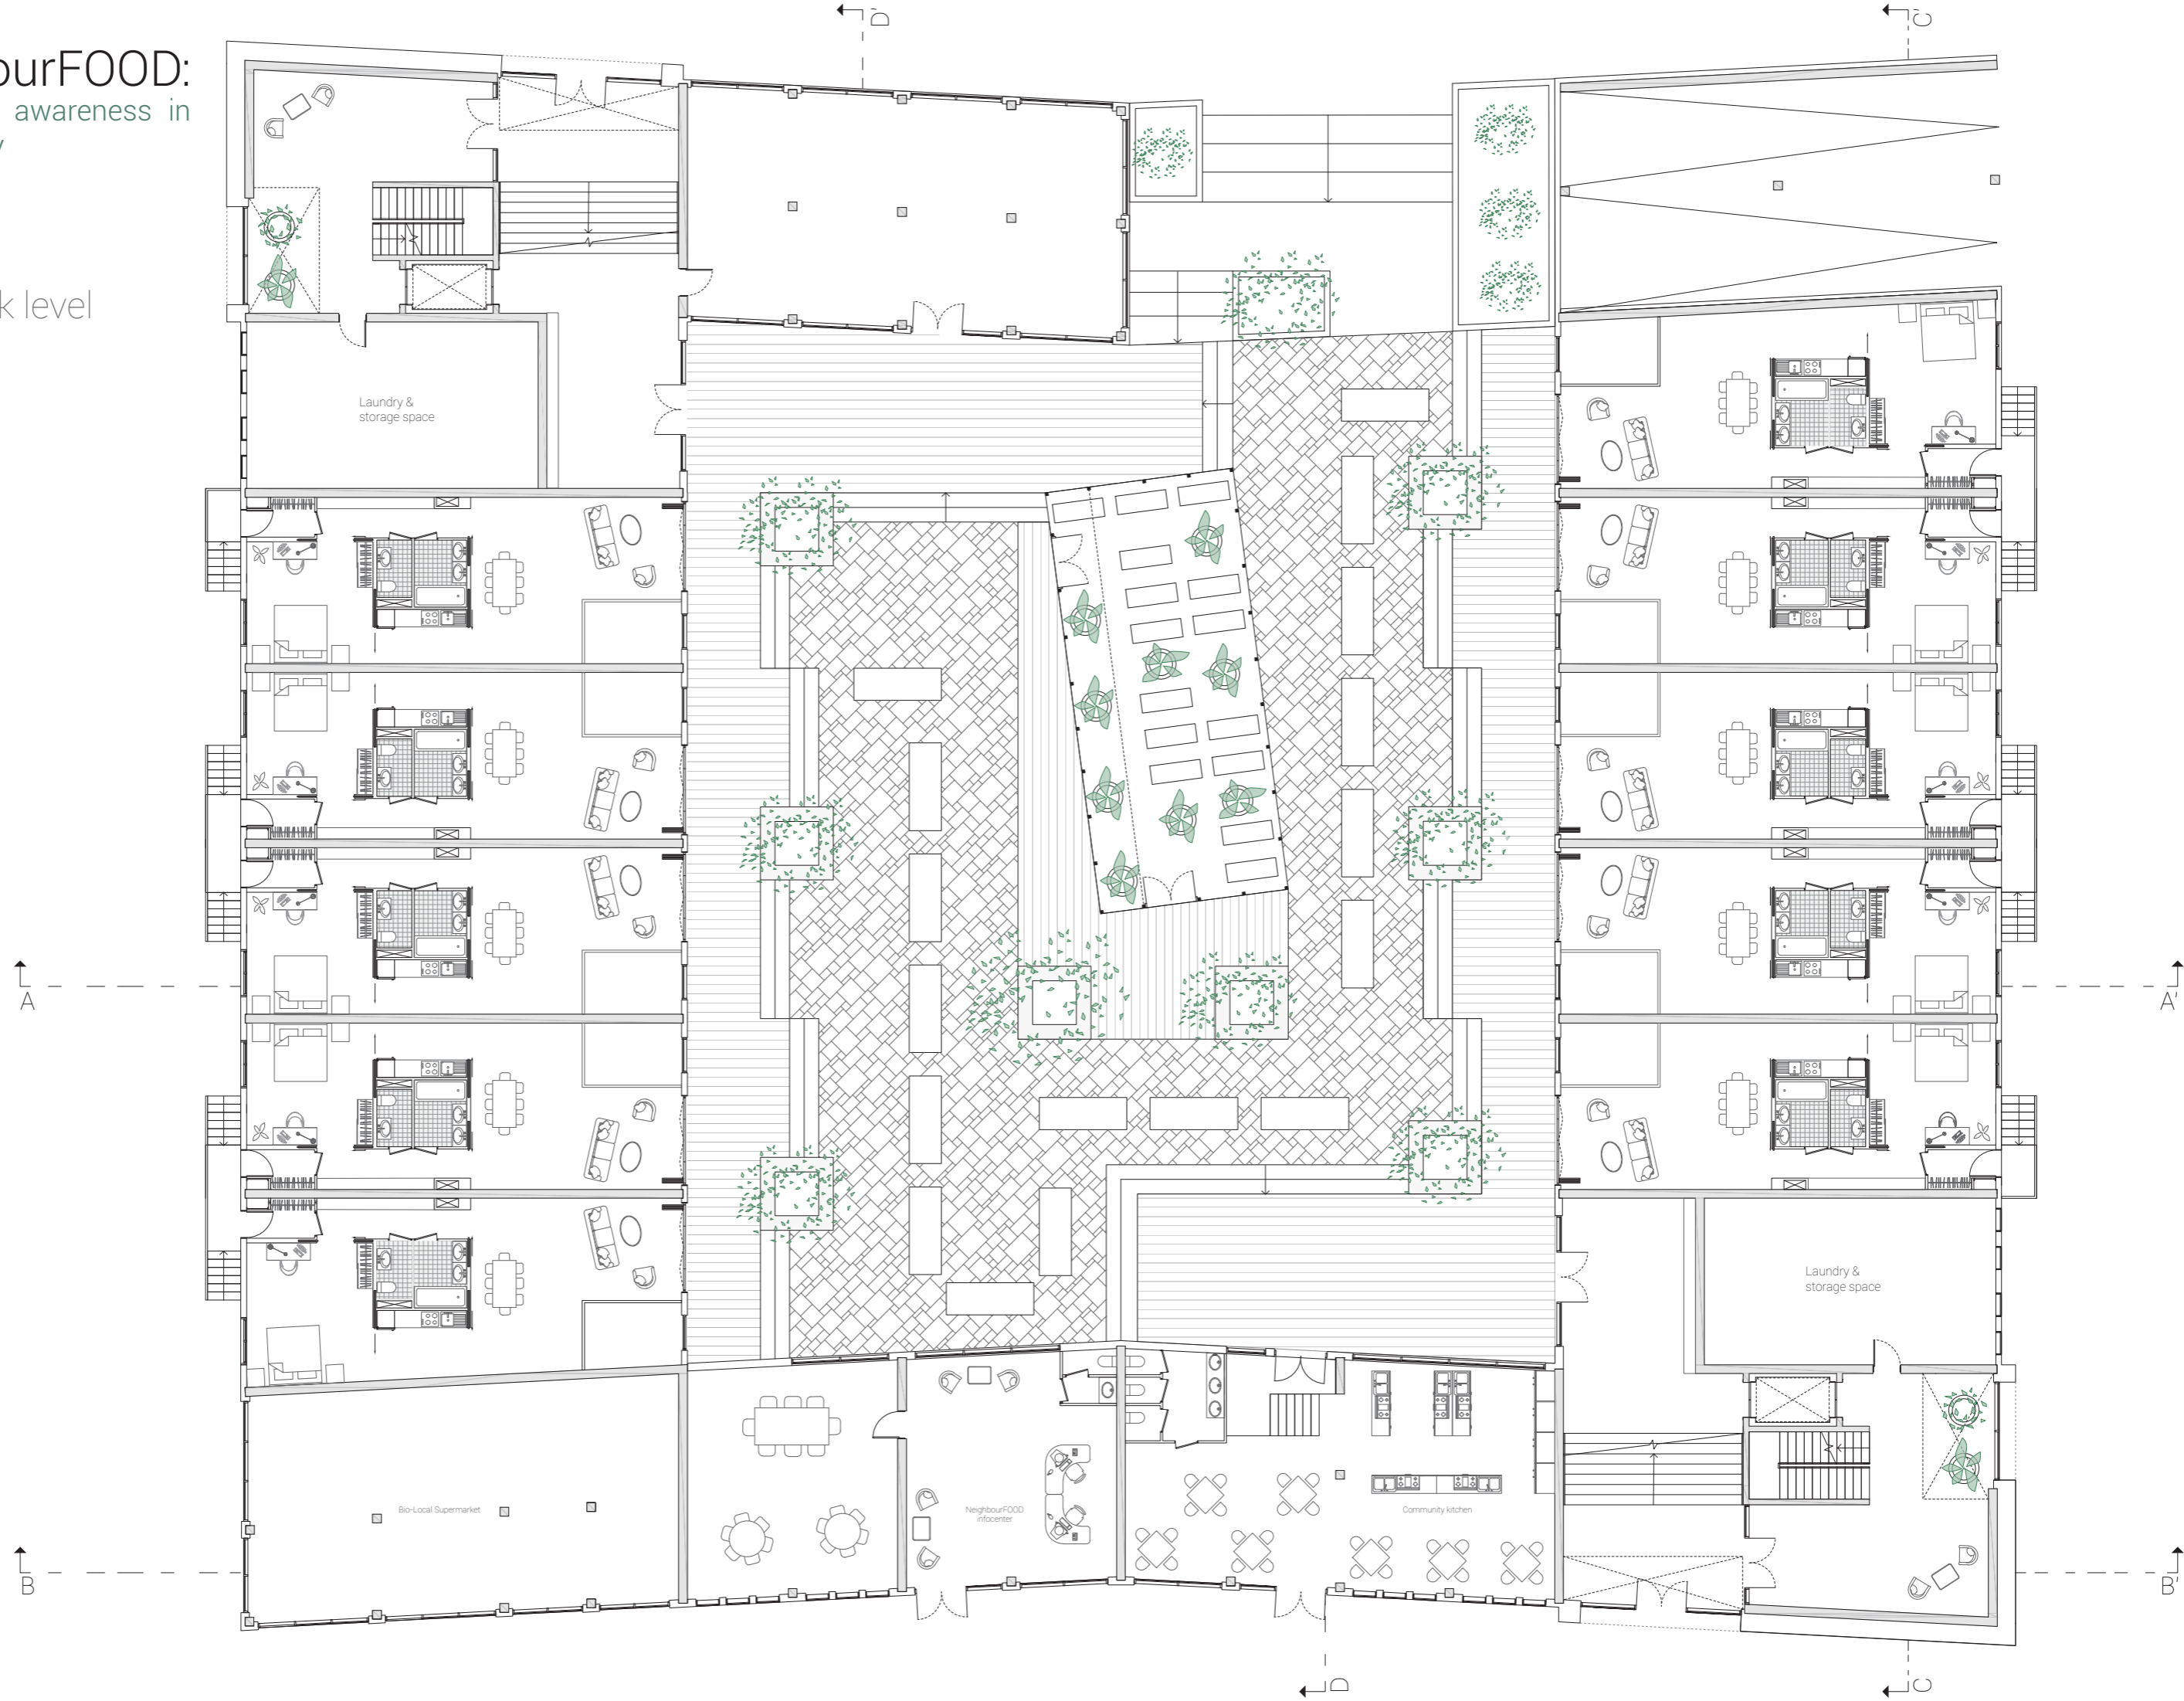 ourFOOD:
awareness in
y
k level
D'
C'
Laundry &
storage space
A
A'
Laundry &
storage space
Bio-Local Supermarket
NeighbourFOOD
infocenter
Community kitchen
B
B'
D
C